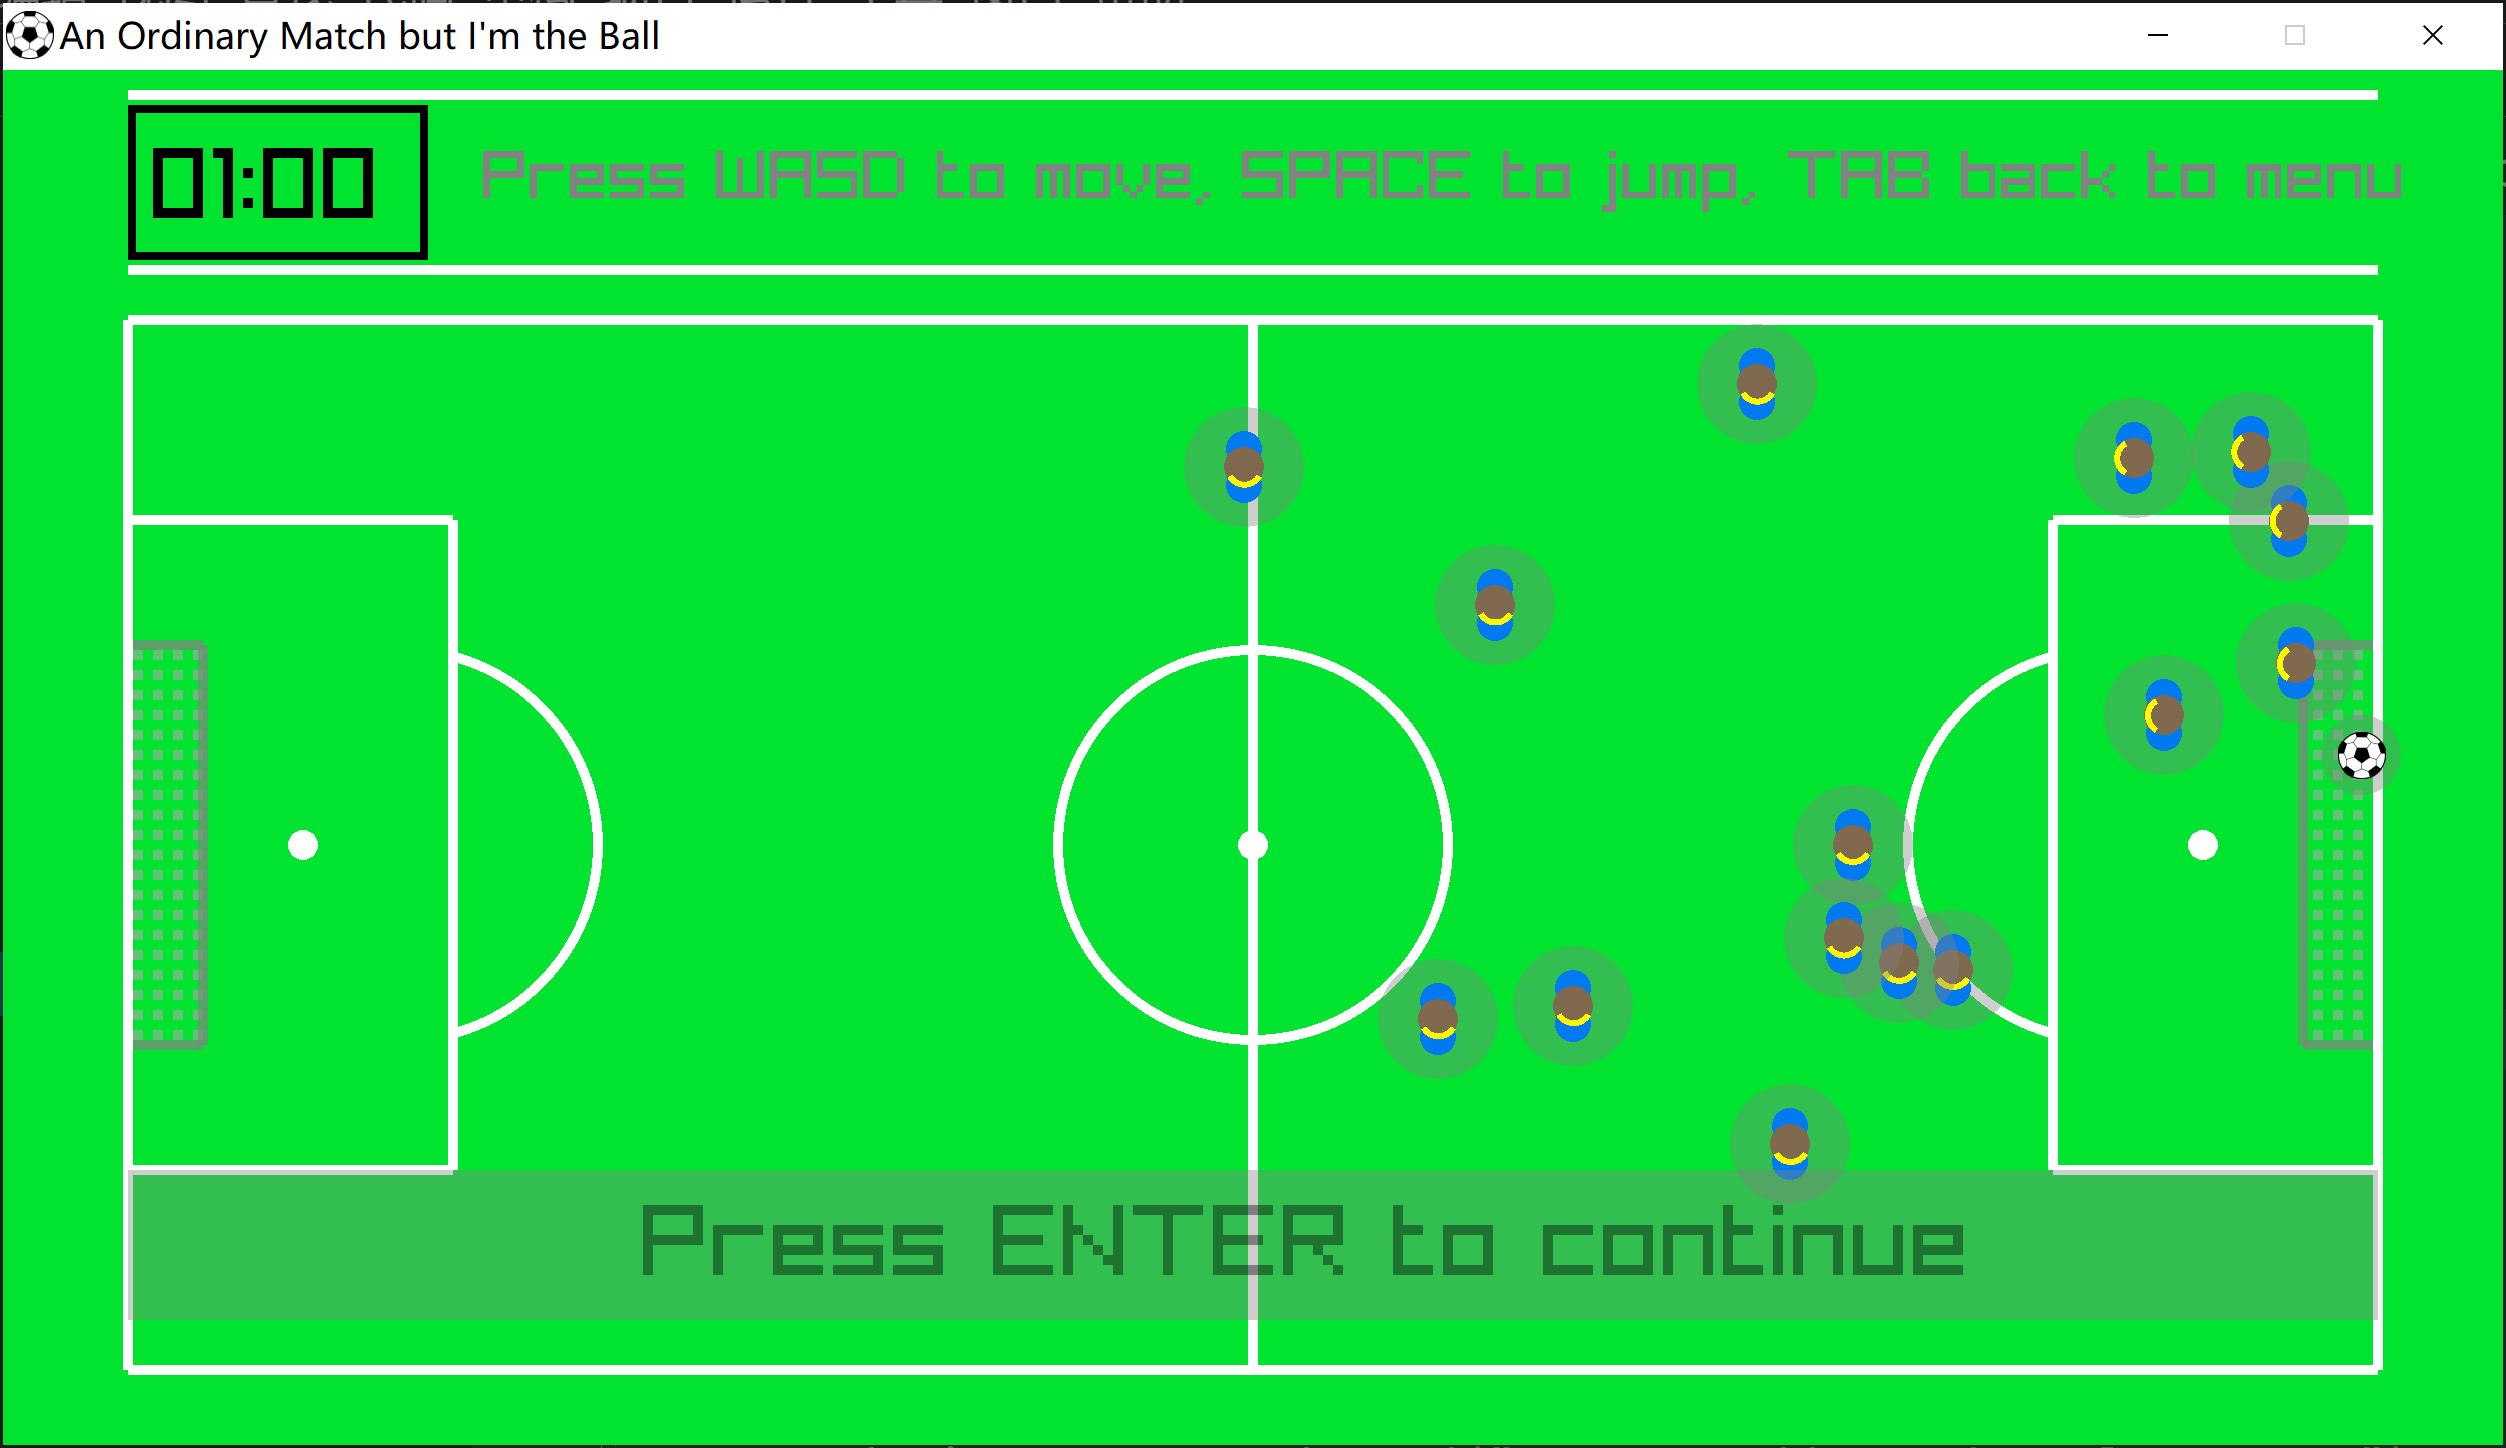 An Ordinary Match but I'm the Ball
01:00
Press WASD to move, SPACE to jump, TAB back to menu
Press ENTER to continue